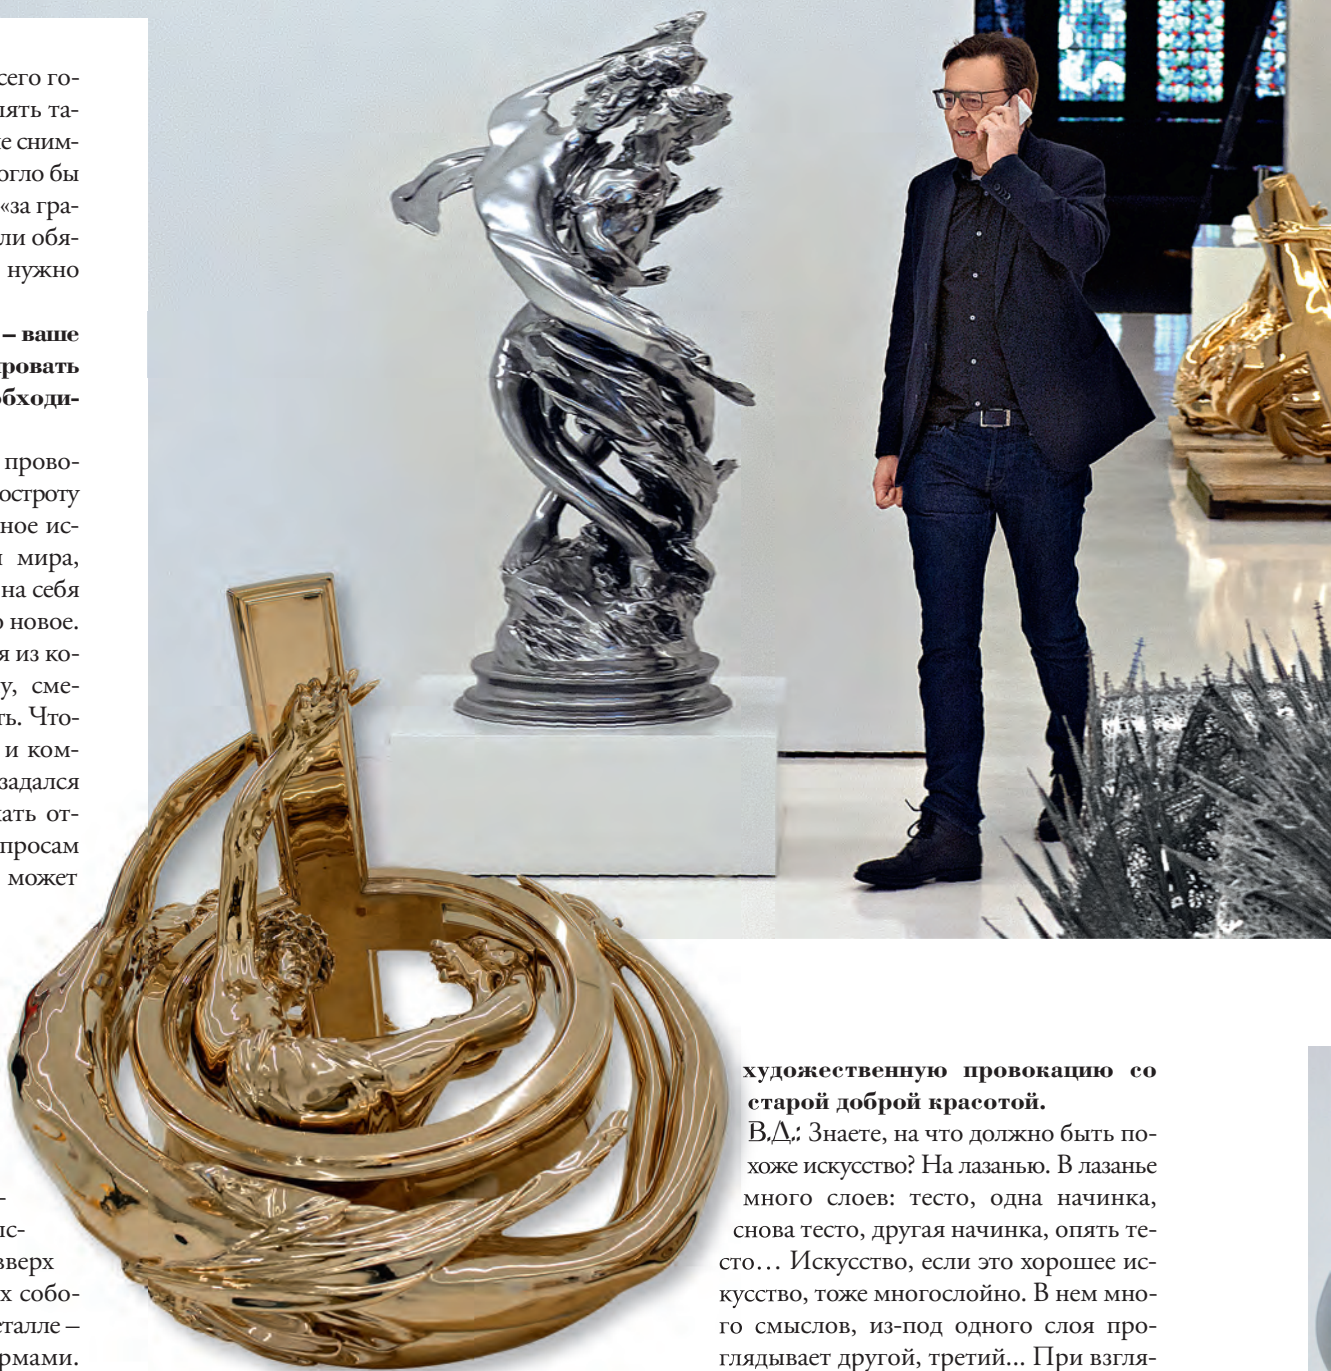 сего го-
лять та-
е сним-
огло бы
«за гра-
ли обя-
нужно
– ваше
ровать
обходи-
прово-
остроту
ное ис-
мира,
на себя
о новое.
я из ко-
у, сме-
ть. Что-
и ком-
задался
ать от-
просам
может
-
ыс-
вверх
х собо-
еталле –
рмами.
художественную провокацию со
старой доброй красотой.
В.Д.: Знаете, на что должно быть по-
хоже искусство? На лазанью. В лазанье
много слоев: тесто, одна начинка,
снова тесто, другая начинка, опять те-
сто... Искусство, если это хорошее ис-
кусство, тоже многослойно. В нем мно-
го смыслов, из-под одного слоя про-
глядывает другой, третий... При взгля-